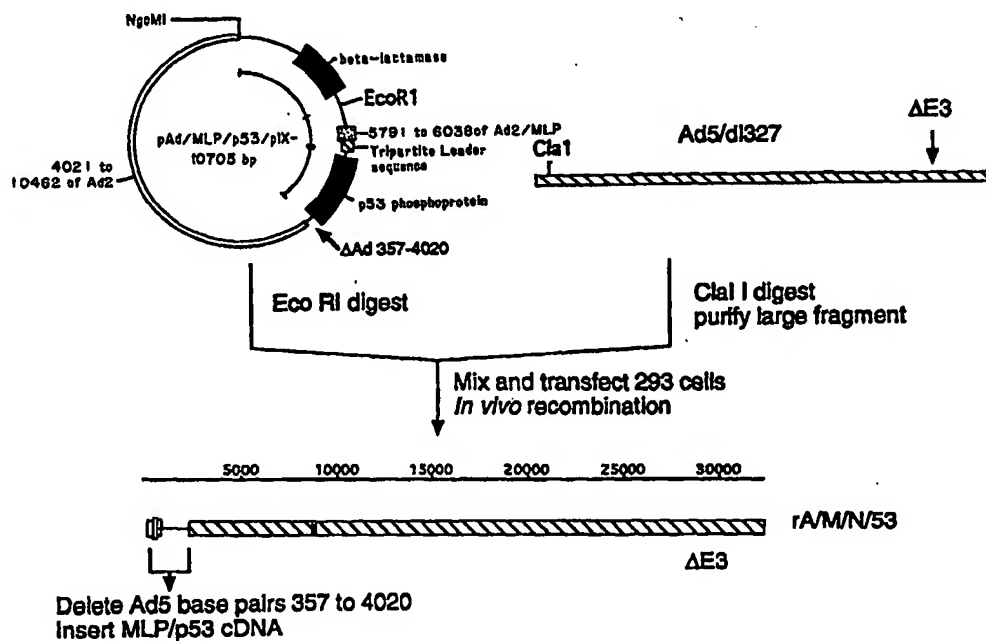 NgoMI
beta-lactamase
EcoR1
pAd/MLP/p53/pIX-
10705 bp
5791 to 6038of Ad2/MLP
Tripartite Leader
sequence
4021 to
10462 of Ad2
p53 phosphoprotein
ΔAd 357-4020
Ad5/dl327
ΔE3
Cla1
Eco RI digest
Clal I digest
purify large fragment
Mix and transfect 293 cells
In vivo recombination
5000 10000 15000 20000 25000 30000
rA/M/N/53
ΔE3
Delete Ad5 base pairs 357 to 4020
Insert MLP/p53 cDNA